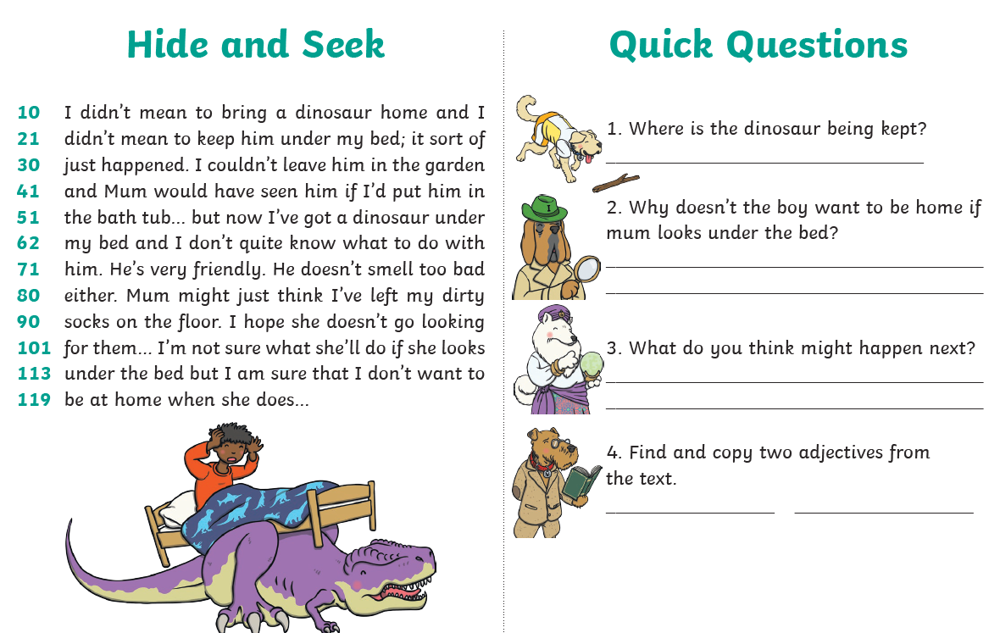 Hide and Seek
10 I didn't mean to bring a dinosaur home and I
21 didn't mean to keep him under my bed; it sort of
30 just happened. I couldn't leave him in the garden
41 and Mum would have seen him if I'd put him in
51 the bath tub... but now I've got a dinosaur under
62 my bed and I don't quite know what to do with
71 him. He's very friendly. He doesn't smell too bad
80 either. Mum might just think I've left my dirty
90 socks on the floor. I hope she doesn't go looking
101 for them... I'm not sure what she'll do if she looks
113 under the bed but I am sure that I don't want to
119 be at home when she does...
Quick Questions
1. Where is the dinosaur being kept?
2. Why doesn't the boy want to be home if
mum looks under the bed?
I
3. What do you think might happen next?
4. Find and copy two adjectives from
the text.